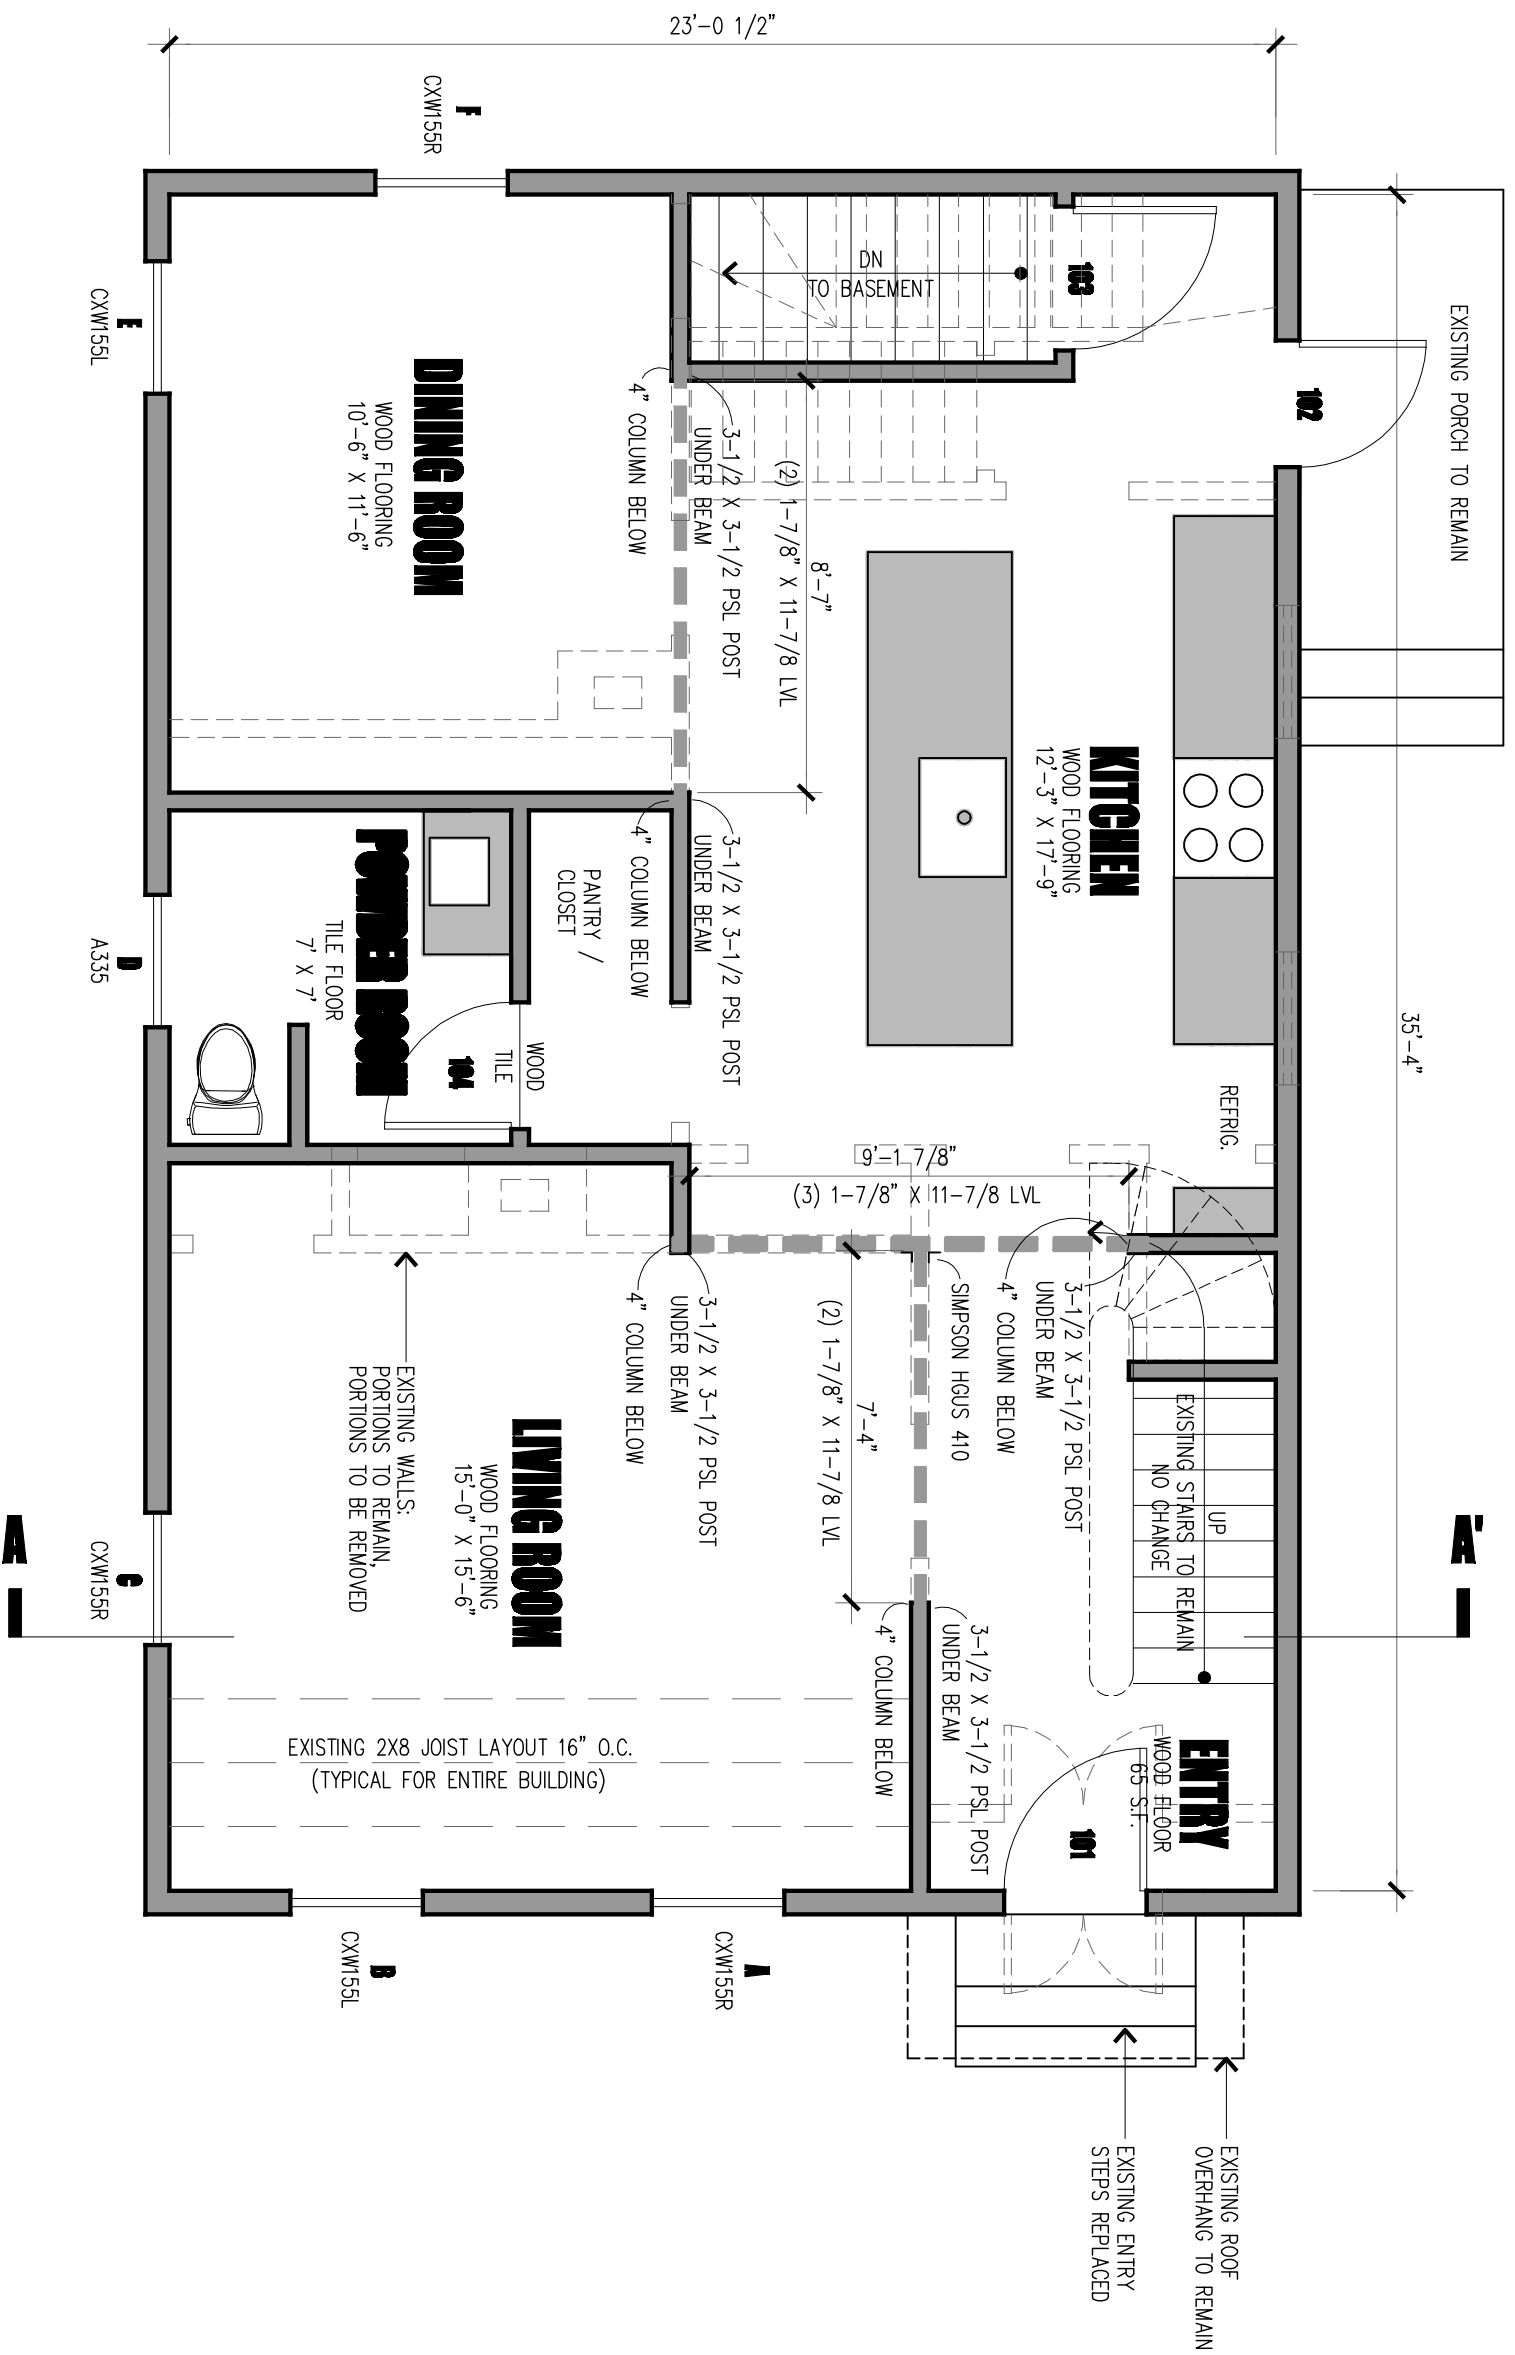 23'-0 1/2"
F
CXW155R
E
CXW155L
DINING ROOM
WOOD FLOORING
10'-6" X 11'-6"
DN
TO BASEMENT
103
102
EXISTING PORCH TO REMAIN
4" COLUMN BELOW
3-1/2 X 3-1/2 PSL POST
UNDER BEAM
8'-7"
(2) 1-7/8" X 11-7/8 LVL
KITCHEN
WOOD FLOORING
12'-3" X 17'-9"
35'-4"
REFRIG.
3-1/2 X 3-1/2 PSL POST
UNDER BEAM
4" COLUMN BELOW
PANTRY /
CLOSET
POWDER ROOM
TILE FLOOR
7' X 7'
D
A335
WOOD
TILE
104
9'-1 7/8"
(3) 1-7/8" X 11-7/8 LVL
3-1/2 X 3-1/2 PSL POST
UNDER BEAM
4" COLUMN BELOW
SIMPSON HGUS 410
7'-4"
(2) 1-7/8" X 11-7/8 LVL
3-1/2 X 3-1/2 PSL POST
UNDER BEAM
4" COLUMN BELOW
LIVING ROOM
WOOD FLOORING
15'-0" X 15'-6"
EXISTING WALLS:
PORTIONS TO REMAIN,
PORTIONS TO BE REMOVED
UP
EXISTING STAIRS TO REMAIN
NO CHANGE
A'
A
C
CXW155R
3-1/2 X 3-1/2 PSL POST
UNDER BEAM
4" COLUMN BELOW
ENTRY
WOOD FLOOR
65 S.F.
101
EXISTING 2X8 JOIST LAYOUT 16" O.C.
(TYPICAL FOR ENTIRE BUILDING)
B
CXW155L
A
CXW155R
EXISTING ROOF
OVERHANG TO REMAIN
EXISTING ENTRY
STEPS REPLACED